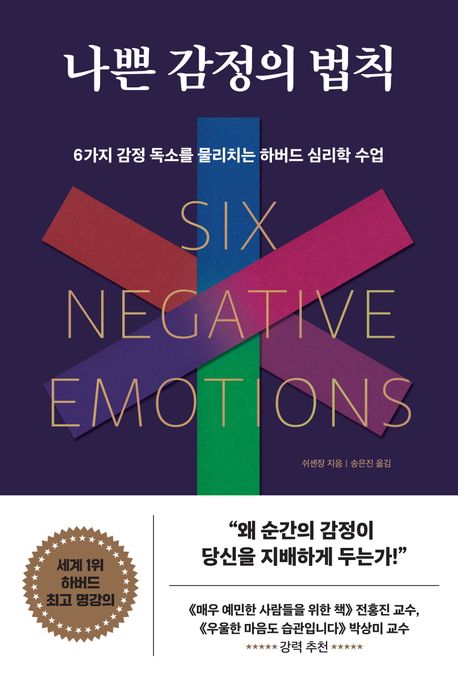 나쁜 감정의 법칙
6가지 감정 독소를 물리치는 하버드 심리학 수업
SIX
NEGATIVE
EMOTIONS
쉬셴장 지음 | 송은진 옮김
세계 1위
하버드
최고 명강의
“왜 순간의 감정이
당신을 지배하게 두는가!”
《매우 예민한 사람들을 위한 책》 전홍진 교수,
《우울한 마음도 습관입니다》 박상미 교수
★★★★★ 강력 추천 ★★★★★